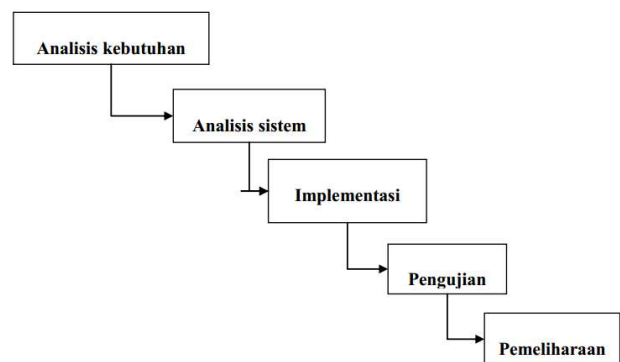 Analisis kebutuhan
Analisis sistem
Implementasi
Pengujian
Pemeliharaan